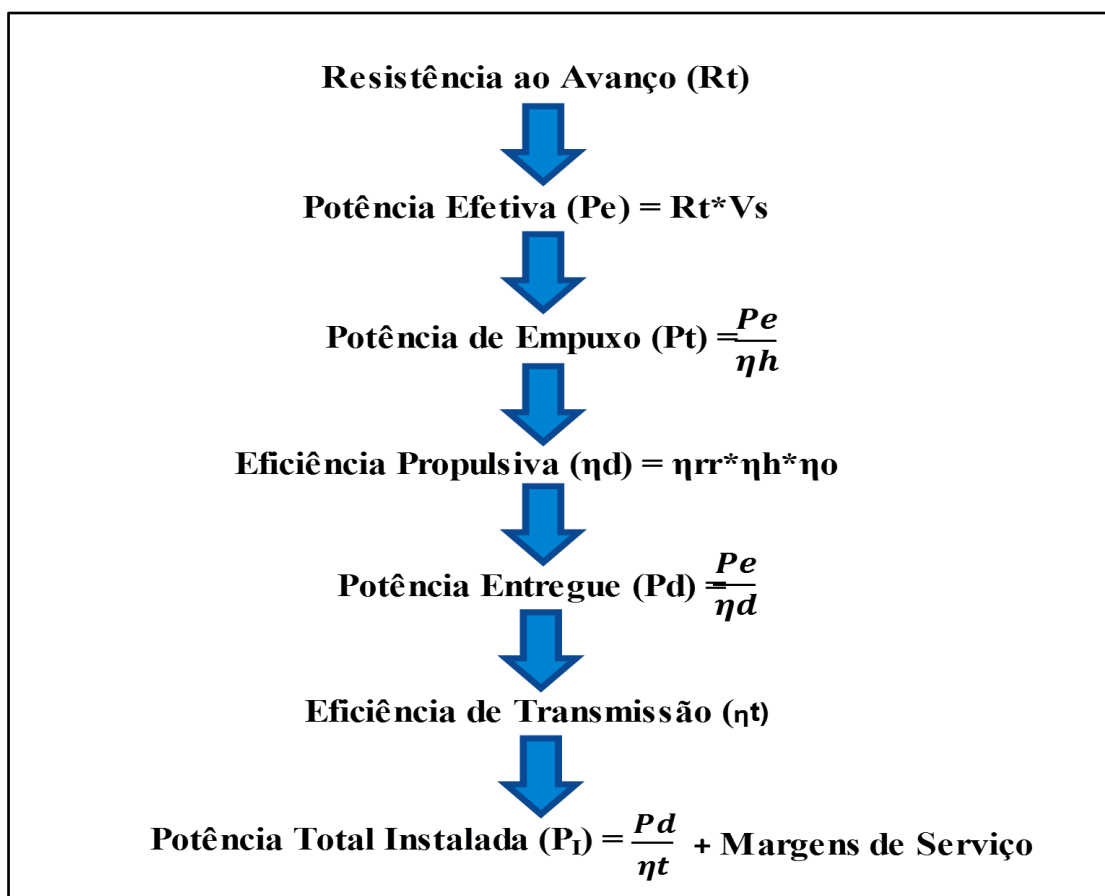 Resistência ao Avanço (Rt)
Potência Efetiva (Pe) = Rt*Vs
Potência de Empuxo (Pt) = Pe/ηh
Eficiência Propulsiva (ηd) = ηrr*ηh*ηo
Potência Entregue (Pd) = Pe/ηd
Eficiência de Transmissão (ηt)
Potência Total Instalada (P_I) = Pd/ηt + Margens de Serviço